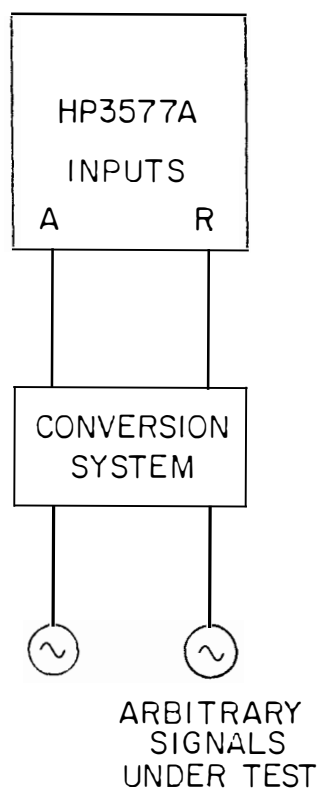 HP3577A
INPUTS
A R
CONVERSION
SYSTEM
ARBITRARY
SIGNALS
UNDER TEST